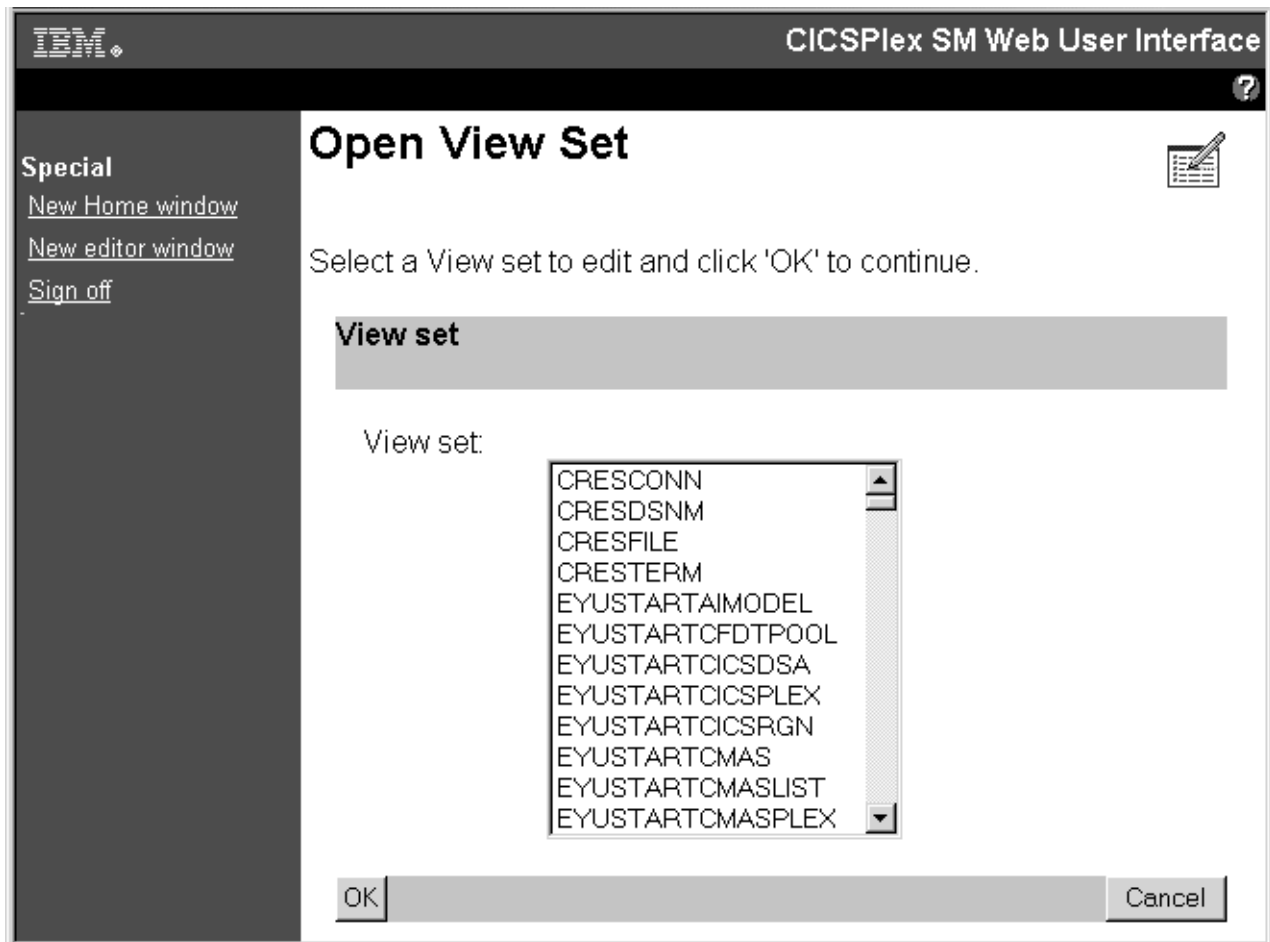 IBM
CICSPlex SM Web User Interface
?
Special
New Home window
New editor window
Sign off
Open View Set
Select a View set to edit and click 'OK' to continue.
View set
View set:
CRESCONN
CRESDSNM
CRESFILE
CRESTERM
EYUSTARTAIMODEL
EYUSTARTCFDTPOOL
EYUSTARTCICSDSA
EYUSTARTCICSPLEX
EYUSTARTCICSRGN
EYUSTARTCMAS
EYUSTARTCMASLIST
EYUSTARTCMASPLEX
OK
Cancel